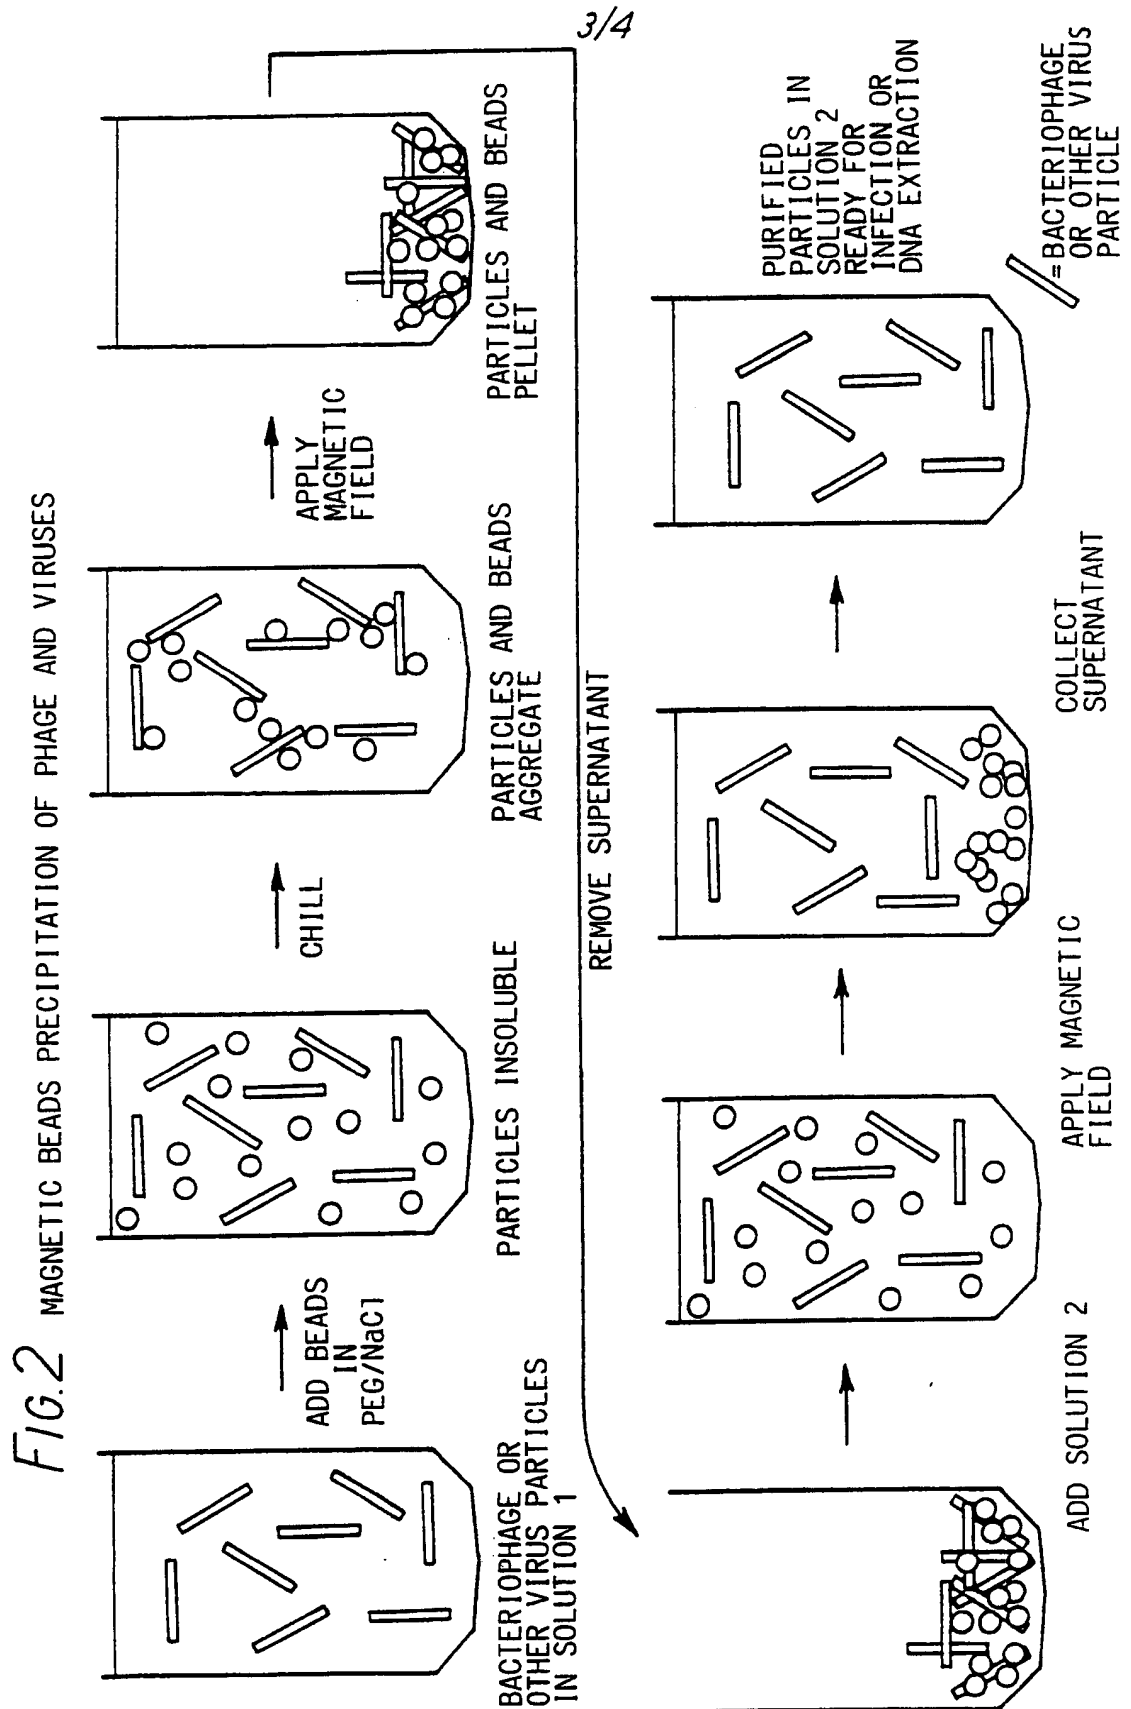 3/4
FIG.2
MAGNETIC BEADS PRECIPITATION OF PHAGE AND VIRUSES
BACTERIOPHAGE OR
OTHER VIRUS PARTICLES
IN SOLUTION 1
ADD BEADS
IN
PEG/NaCl
PARTICLES INSOLUBLE
CHILL
PARTICLES AND BEADS
AGGREGATE
APPLY
MAGNETIC
FIELD
PARTICLES AND BEADS
PELLET
REMOVE SUPERNATANT
ADD SOLUTION 2
APPLY MAGNETIC
FIELD
COLLECT
SUPERNATANT
PURIFIED
PARTICLES IN
SOLUTION 2
READY FOR
INFECTION OR
DNA EXTRACTION
=BACTERIOPHAGE
OR OTHER VIRUS
PARTICLE